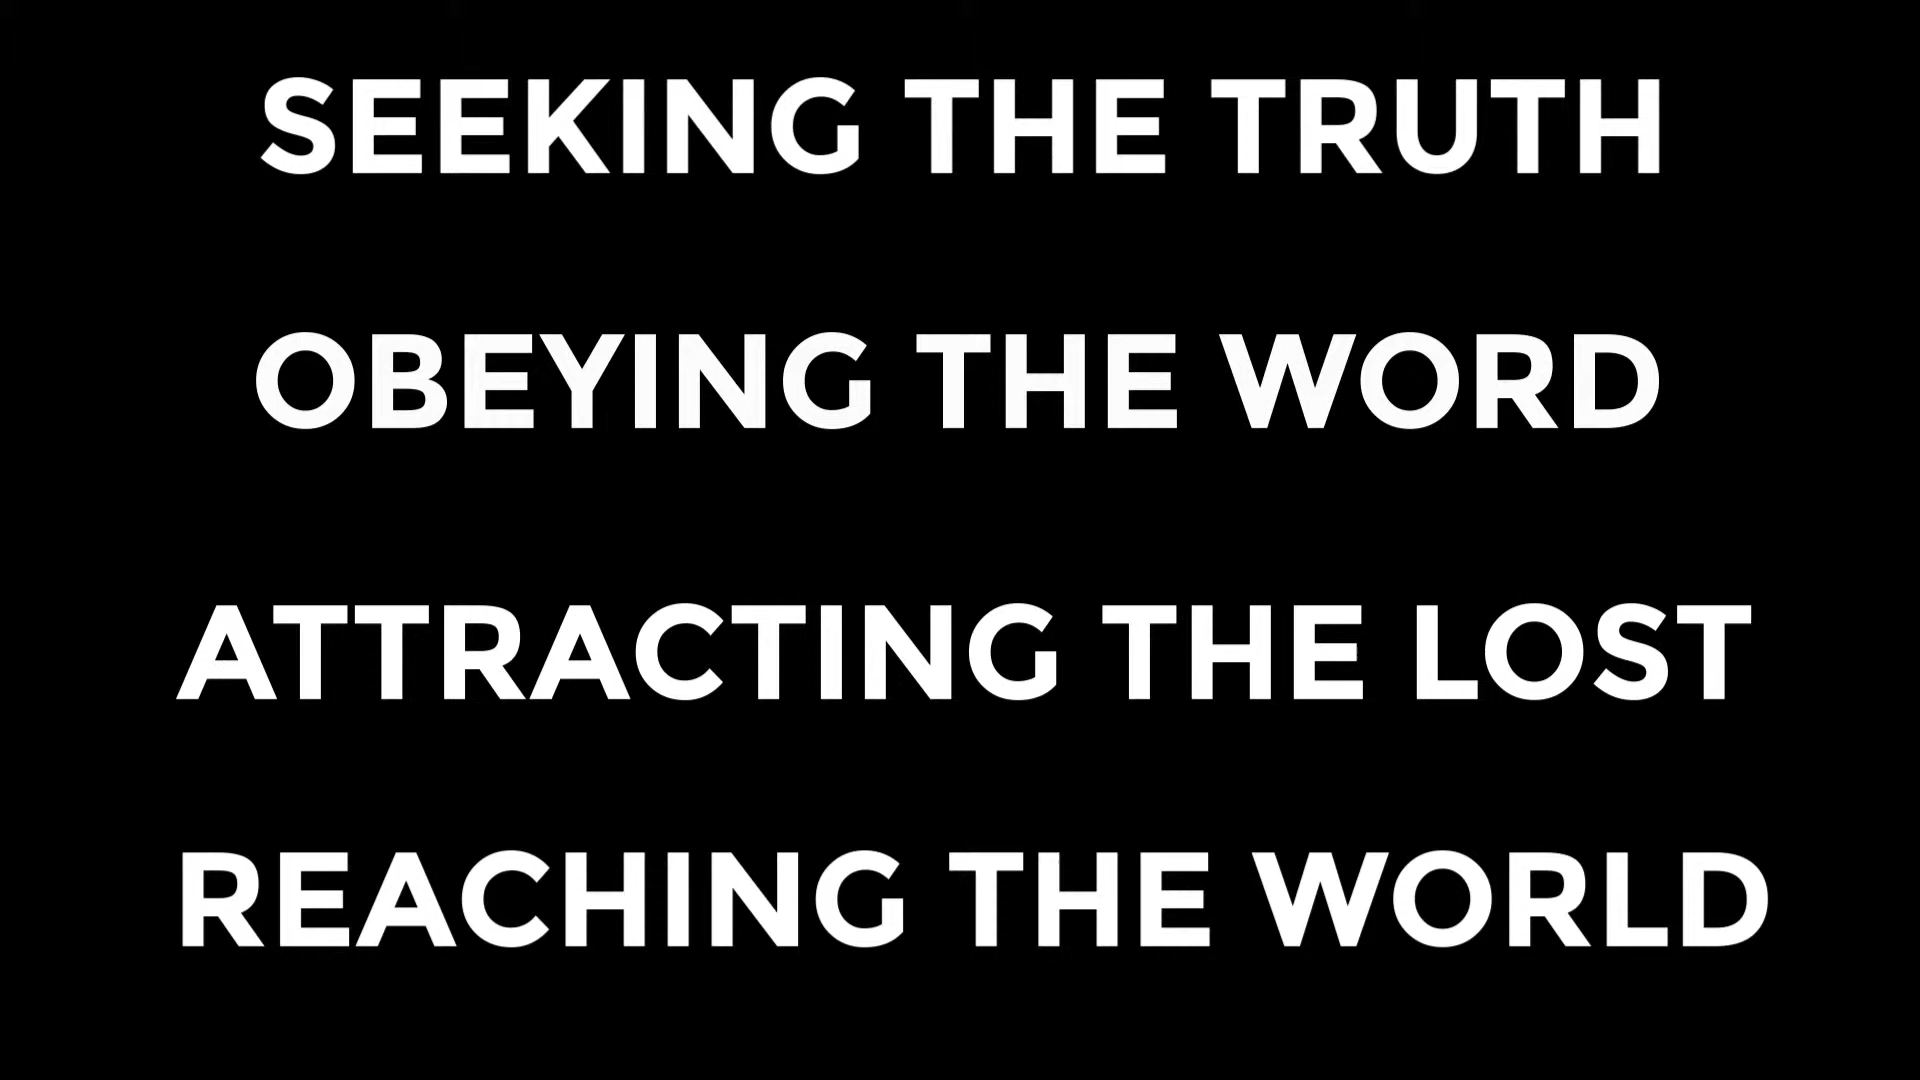 SEEKING THE TRUTH
OBEYING THE WORD
ATTRACTING THE LOST
REACHING THE WORLD